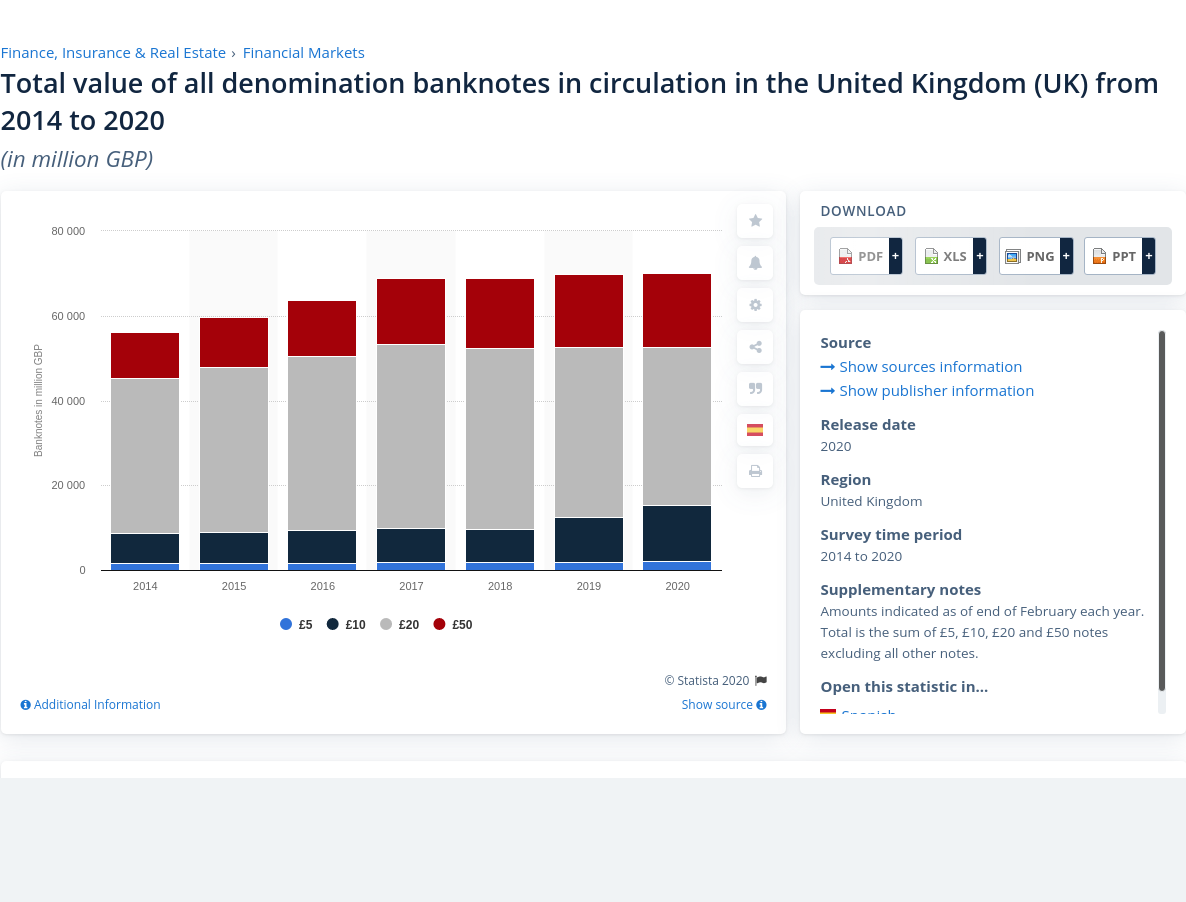 Finance, Insurance & Real Estate › Financial Markets
Total value of all denomination banknotes in circulation in the United Kingdom (UK) from
2014 to 2020
(in million GBP)
80 000
60 000
40 000
20 000
0
Banknotes in million GBP
2014 2015 2016 2017 2018 2019 2020
£5 £10 £20 £50
© Statista 2020
Additional Information
Show source
DOWNLOAD
PDF + XLS + PNG + PPT +
Source
Show sources information
Show publisher information
Release date
2020
Region
United Kingdom
Survey time period
2014 to 2020
Supplementary notes
Amounts indicated as of end of February each year.
Total is the sum of £5, £10, £20 and £50 notes
excluding all other notes.
Open this statistic in...
Spanish